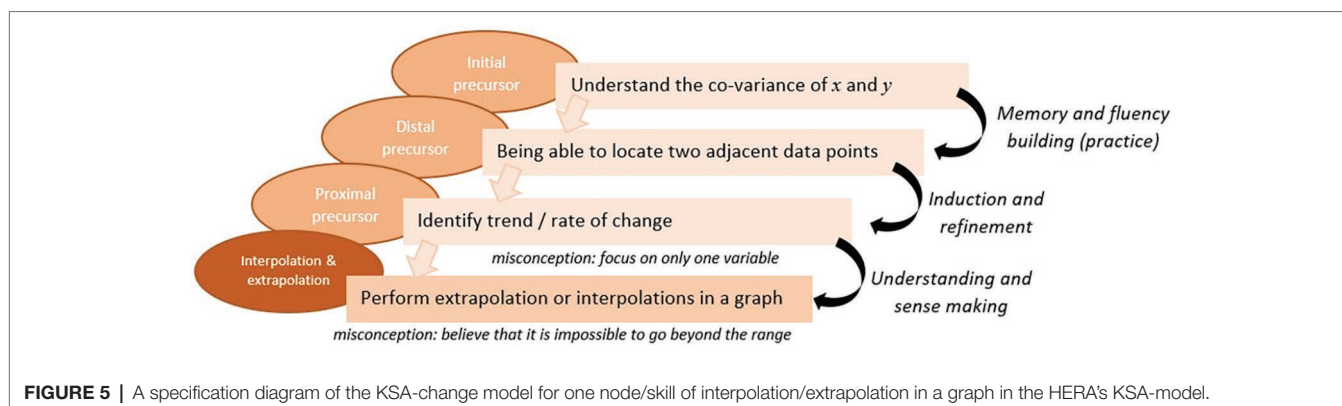 Initial
precursor
Understand the co-variance of x and y
Memory and fluency
building (practice)
Distal
precursor
Being able to locate two adjacent data points
Induction and
refinement
Proximal
precursor
Identify trend / rate of change
misconception: focus on only one variable
Understanding and
sense making
Interpolation &
extrapolation
Perform extrapolation or interpolations in a graph
misconception: believe that it is impossible to go beyond the range
FIGURE 5 | A specification diagram of the KSA-change model for one node/skill of interpolation/extrapolation in a graph in the HERA's KSA-model.